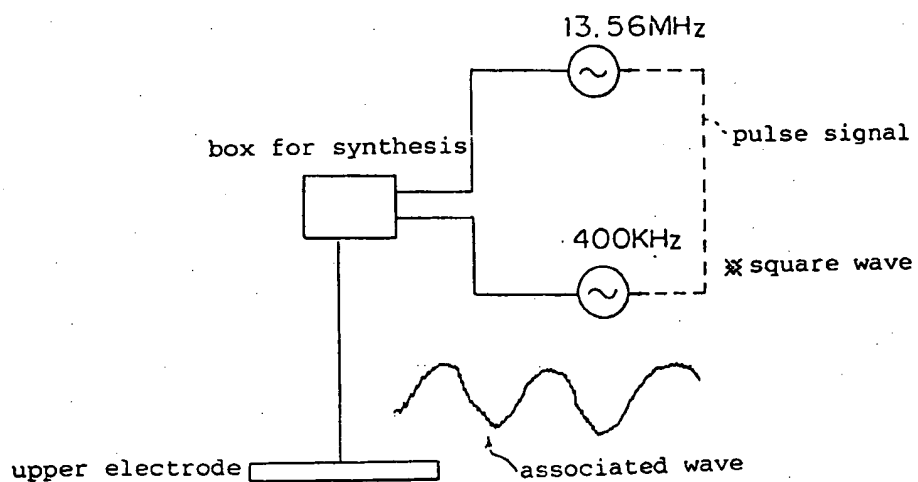 13.56MHz
pulse signal
box for synthesis
400KHz
※ square wave
upper electrode
associated wave